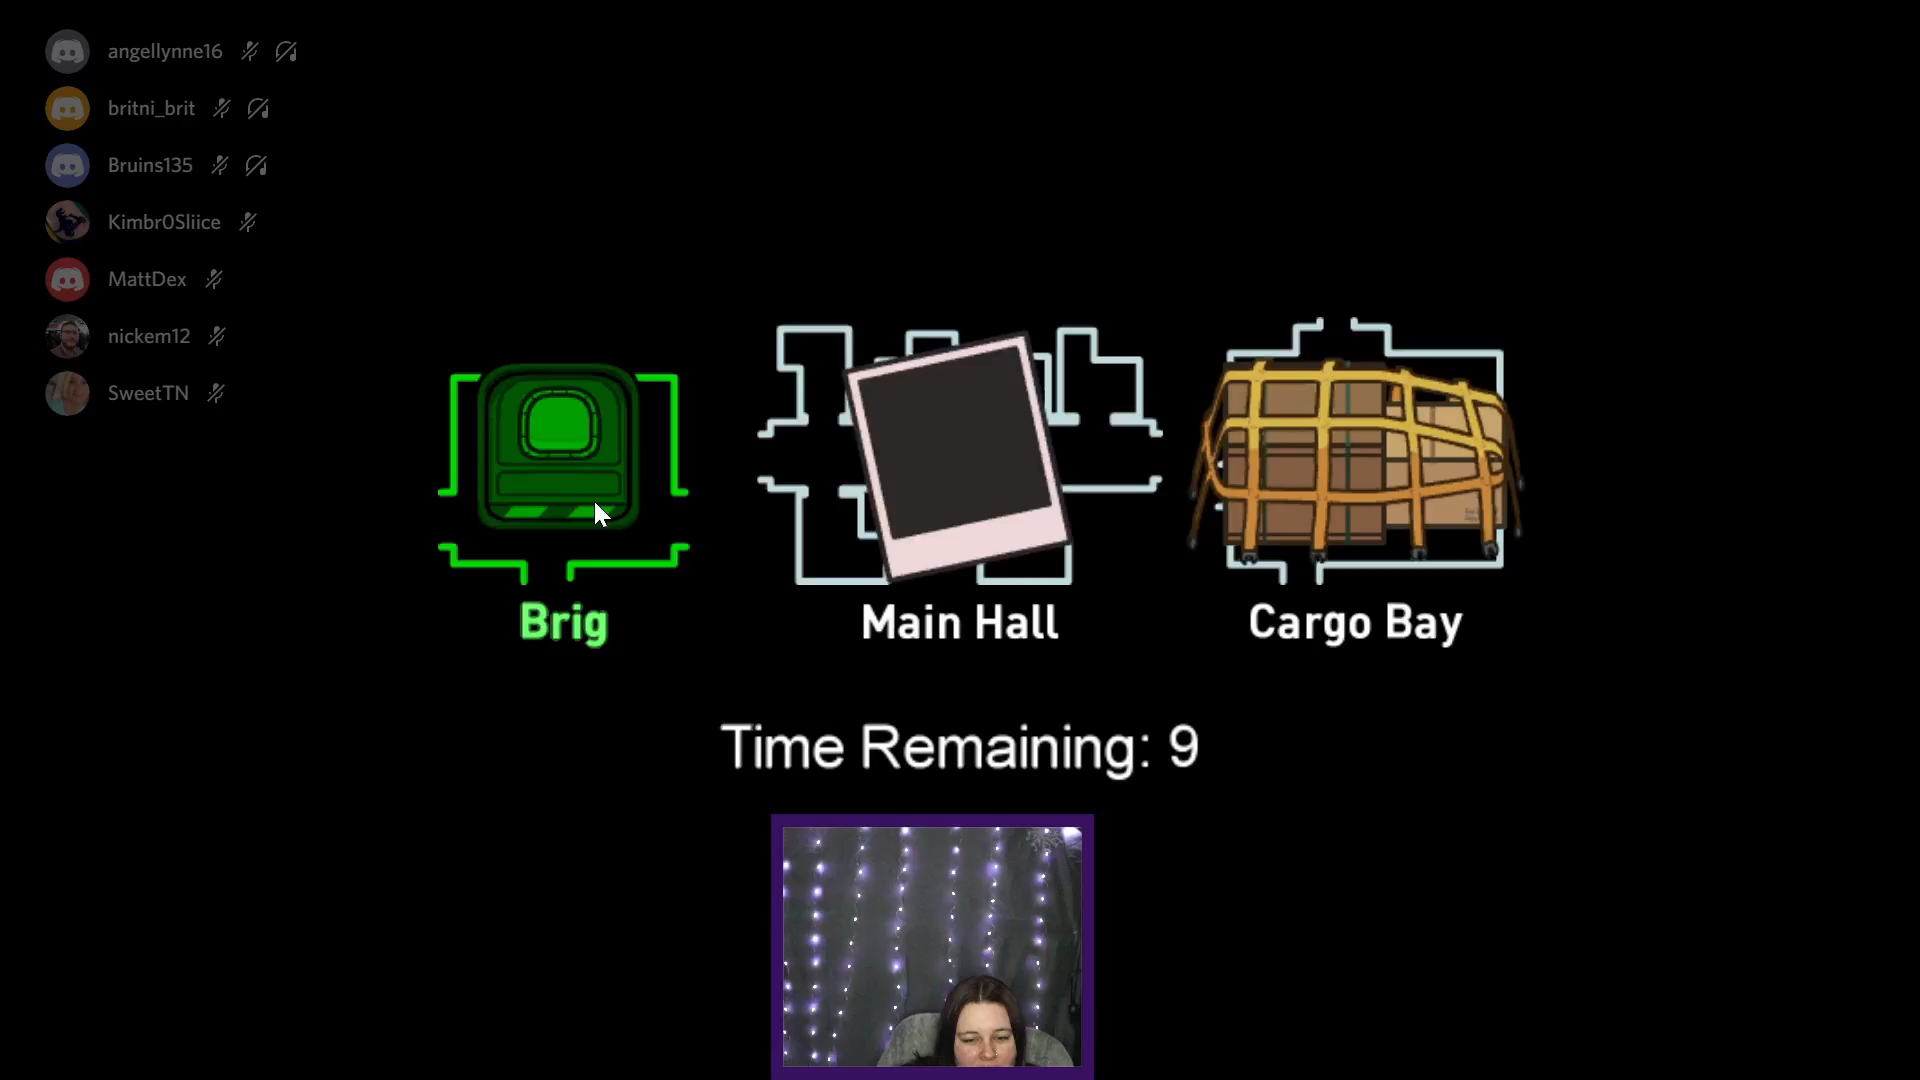 angellynne16
britni_brit
Bruins135
Kimbr0Sliice
MattDex
nickem12
SweetTN
Brig
Main Hall
Cargo Bay
Time Remaining: 9